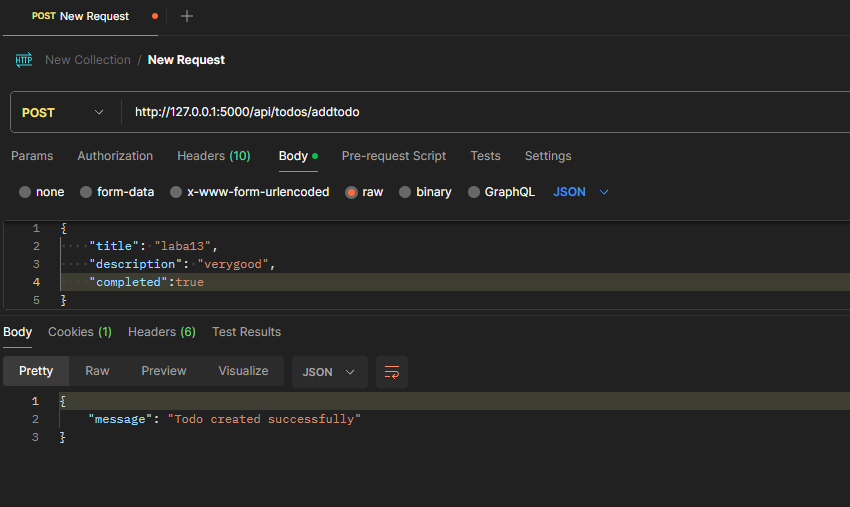 POST New Request
HTTP New Collection / New Request
POST http://127.0.0.1:5000/api/todos/addtodo
Params Authorization Headers (10) Body Pre-request Script Tests Settings
none form-data x-www-form-urlencoded raw binary GraphQL JSON
1 {
2 "title": "laba13",
3 "description": "verygood",
4 "completed":true
5 }
Body Cookies (1) Headers (6) Test Results
Pretty Raw Preview Visualize JSON
1 {
2 "message": "Todo created successfully"
3 }